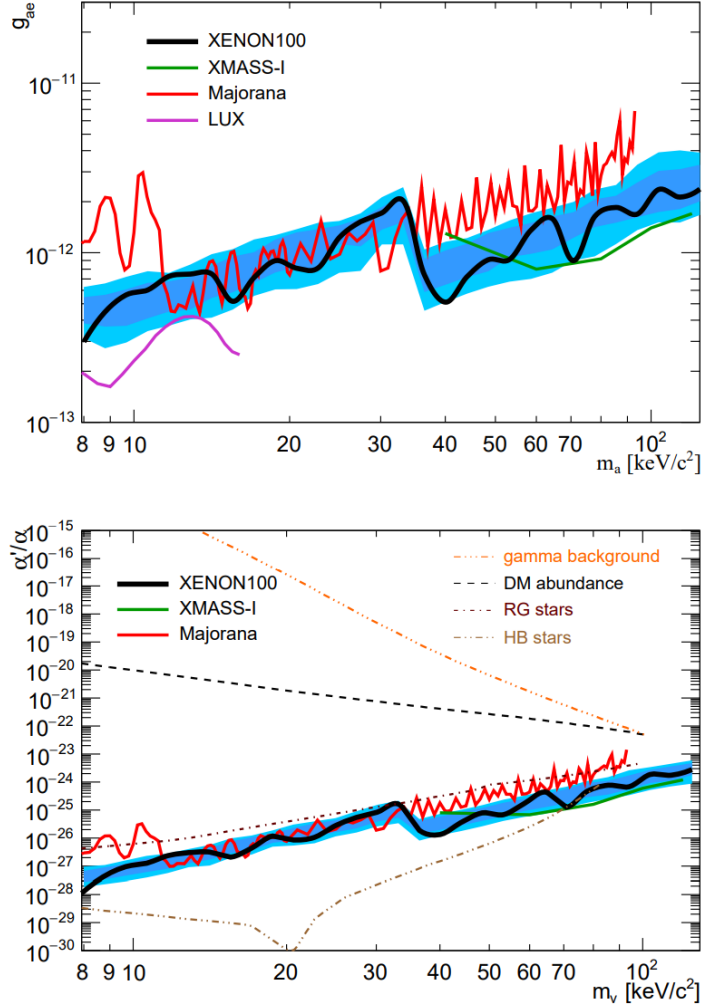 g_ae
XENON100
XMASS-I
Majorana
LUX
10^-11
10^-12
10^-13
8 9 10 20 30 40 50 60 70 10^2
m_a [keV/c^2]
α'/α
10^-15
10^-16
10^-17
10^-18
10^-19
10^-20
10^-21
10^-22
10^-23
10^-24
10^-25
10^-26
10^-27
10^-28
10^-29
10^-30
XENON100
XMASS-I
Majorana
gamma background
DM abundance
RG stars
HB stars
8 9 10 20 30 40 50 60 70 10^2
m_v [keV/c^2]